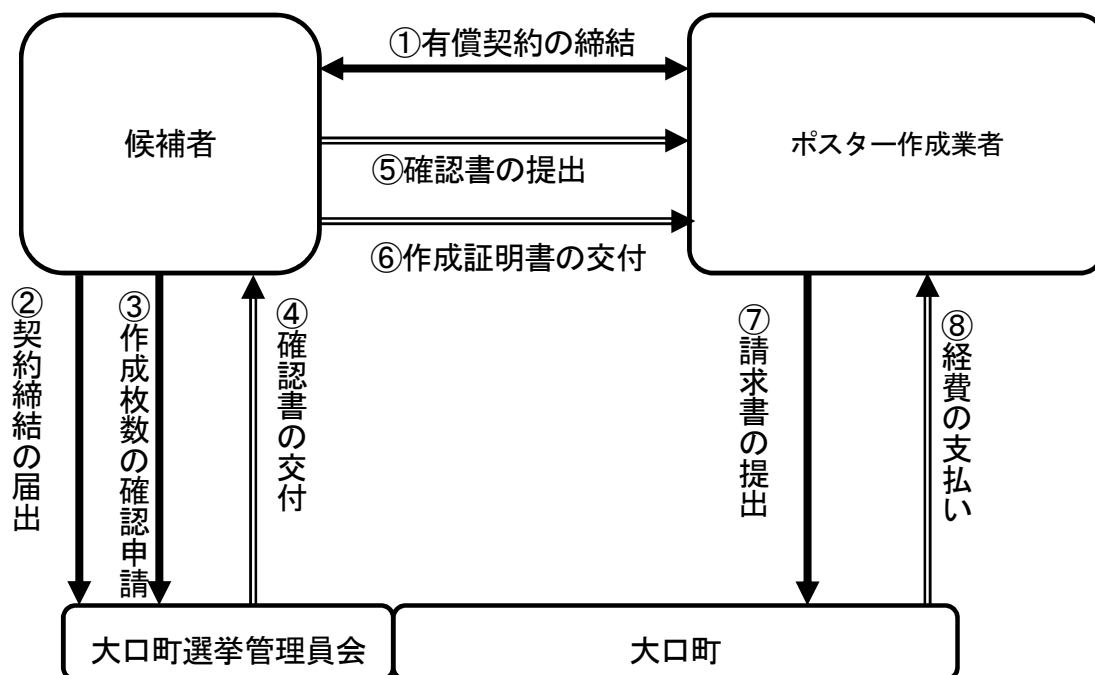 ①有償契約の締結
候補者
ポスター作成業者
⑤確認書の提出
⑥作成証明書の交付
②契約締結の届出
③作成枚数の確認申請
④確認書の交付
⑦請求書の提出
⑧経費の支払い
大口町選挙管理員会
大口町